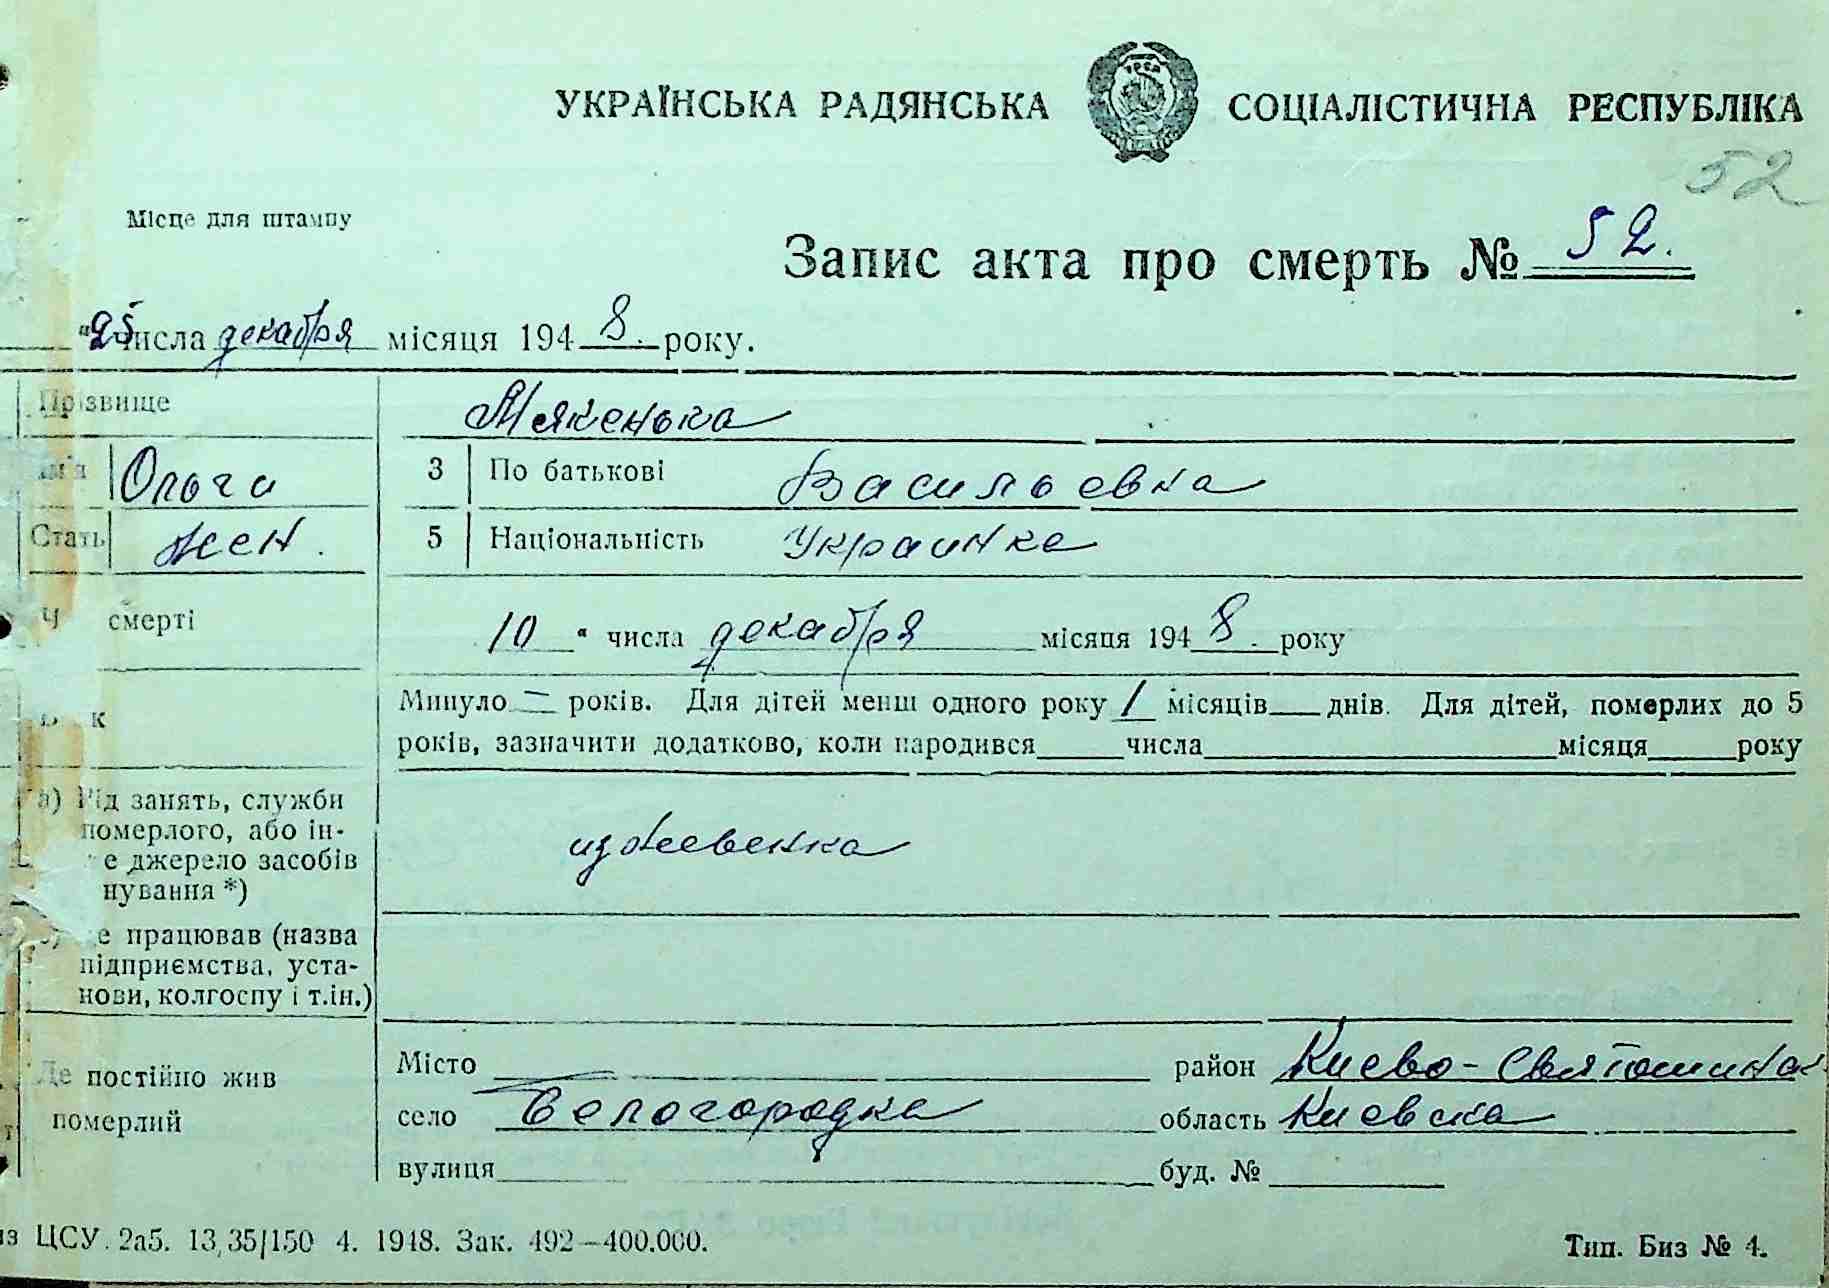 УКРАЇНСЬКА РАДЯНСЬКА СОЦІАЛІСТИЧНА РЕСПУБЛІКА
52
Місце для штампу
Запис акта про смерть № 52.
"25 числа декабря місяця 1948. року.
Прізвище Мякенька
Ім'я Ольга 3 По батькові Васильевка
Стать жен. 5 Національність Украинка
Ч смерті 10 " числа декабря місяця 1948. року
Вік Минуло = років. Для дітей менш одного року 1 місяців днів. Для дітей, померлих до 5
років, зазначити додатково, коли народився числа місяця року
а) Рід занять, служби
померлого, або ін-
е джерело засобів
нування *)
иждевенка
е працював (назва
підприємства, уста-
нови, колгоспу і т.ін.)
Де постійно жив
померлий
Місто район Киево-Святошинск
село Белогородка область Киевска
вулиця буд. №
из ЦСУ. 2а5. 13,35/150 4. 1948. Зак. 492—400.000.
Тип. Биз № 4.